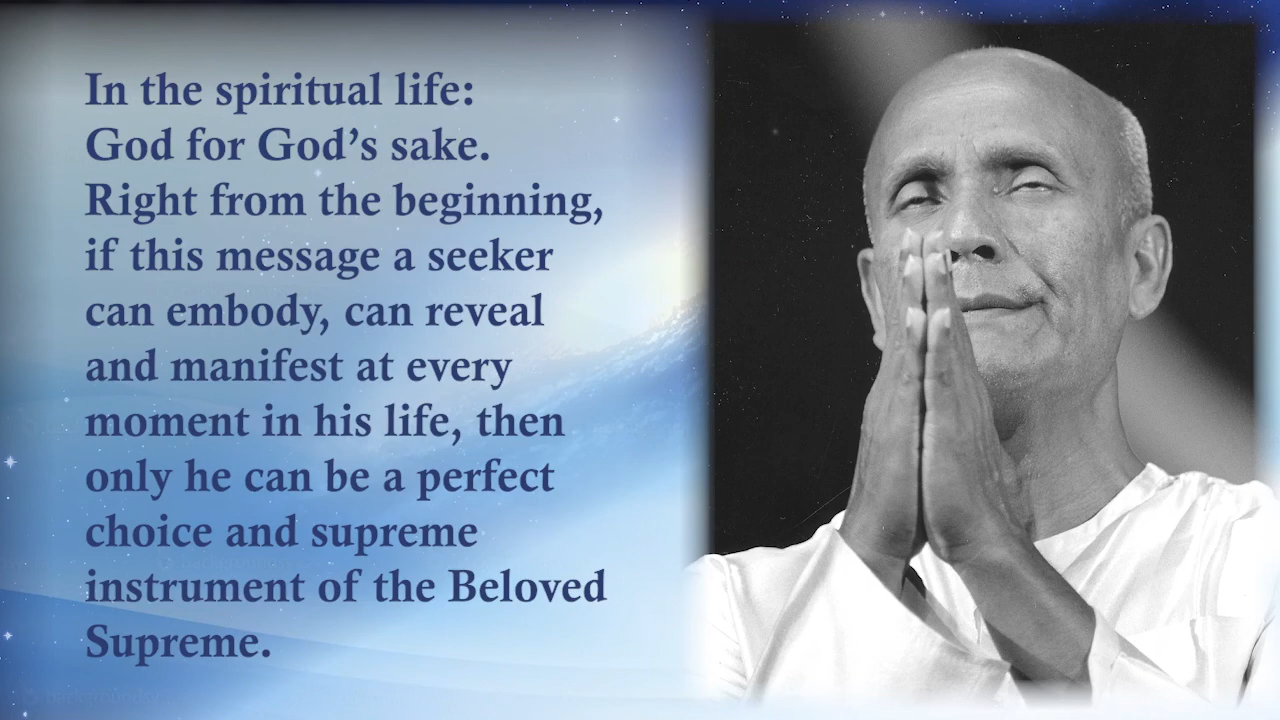 In the spiritual life:
God for God’s sake.
Right from the beginning,
if this message a seeker
can embody, can reveal
and manifest at every
moment in his life, then
only he can be a perfect
choice and supreme
instrument of the Beloved
Supreme.